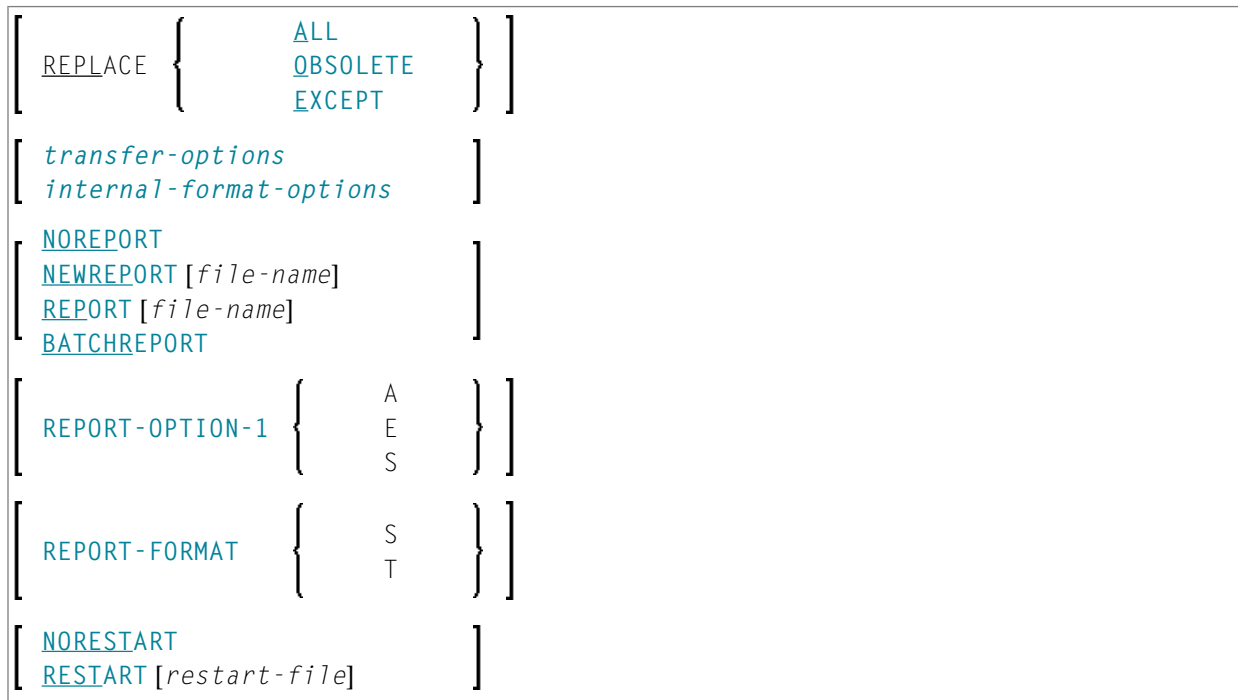 ALL
REPLACE OBSOLETE
EXCEPT
transfer-options
internal-format-options
NOREPORT
NEWREPORT [file-name]
REPORT [file-name]
BATCHREPORT
A
REPORT-OPTION-1 E
S
S
REPORT-FORMAT
T
NORESTART
RESTART [restart-file]